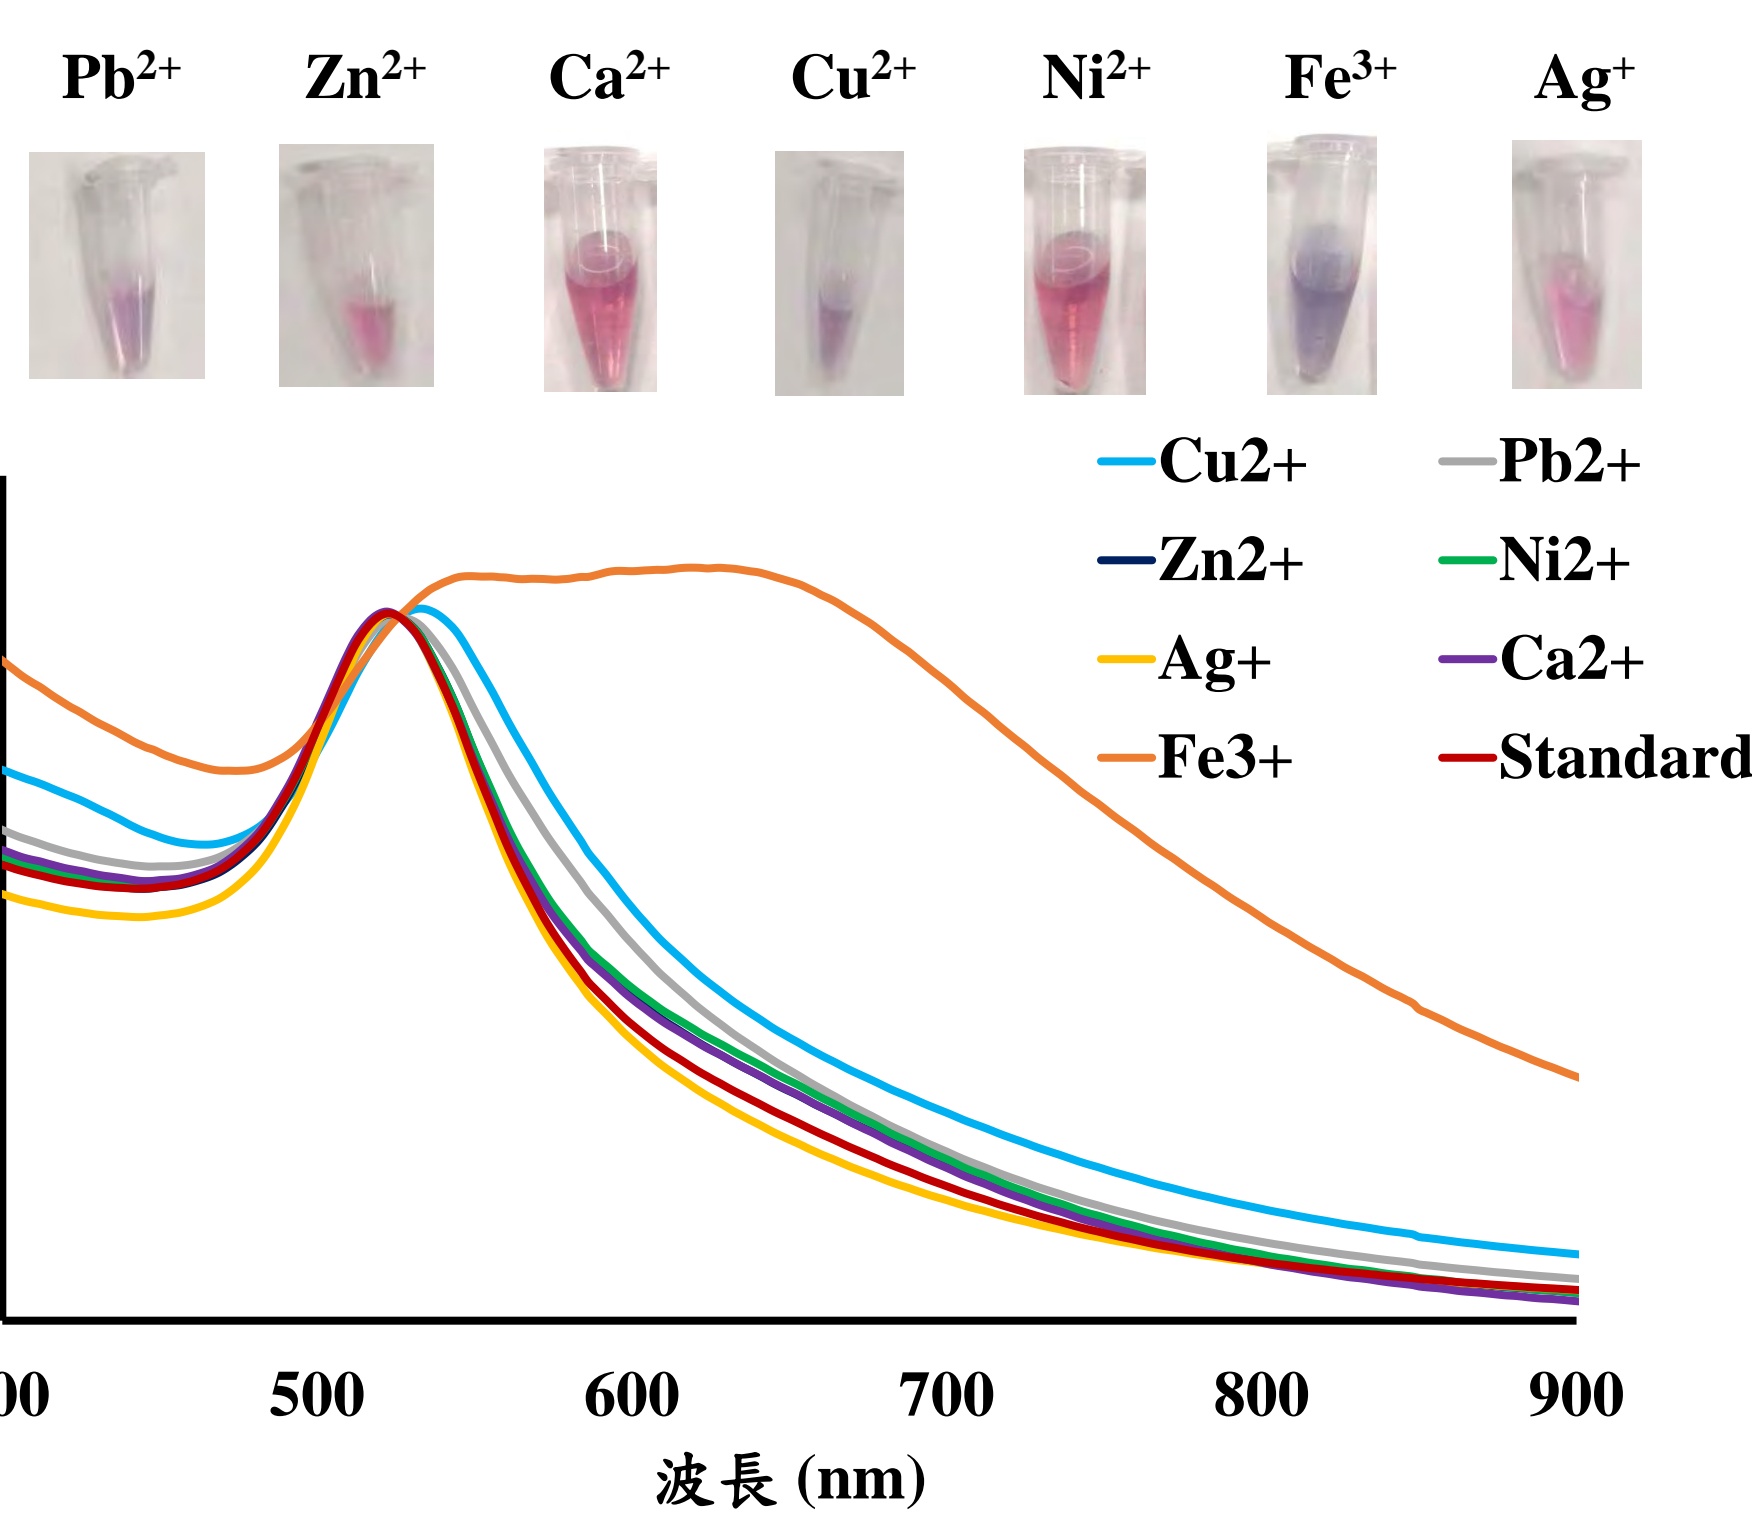 Pb²⁺ Zn²⁺ Ca²⁺ Cu²⁺ Ni²⁺ Fe³⁺ Ag⁺
Cu2+ Pb2+
Zn2+ Ni2+
Ag+ Ca2+
Fe3+ Standard
00 500 600 700 800 900
波長 (nm)